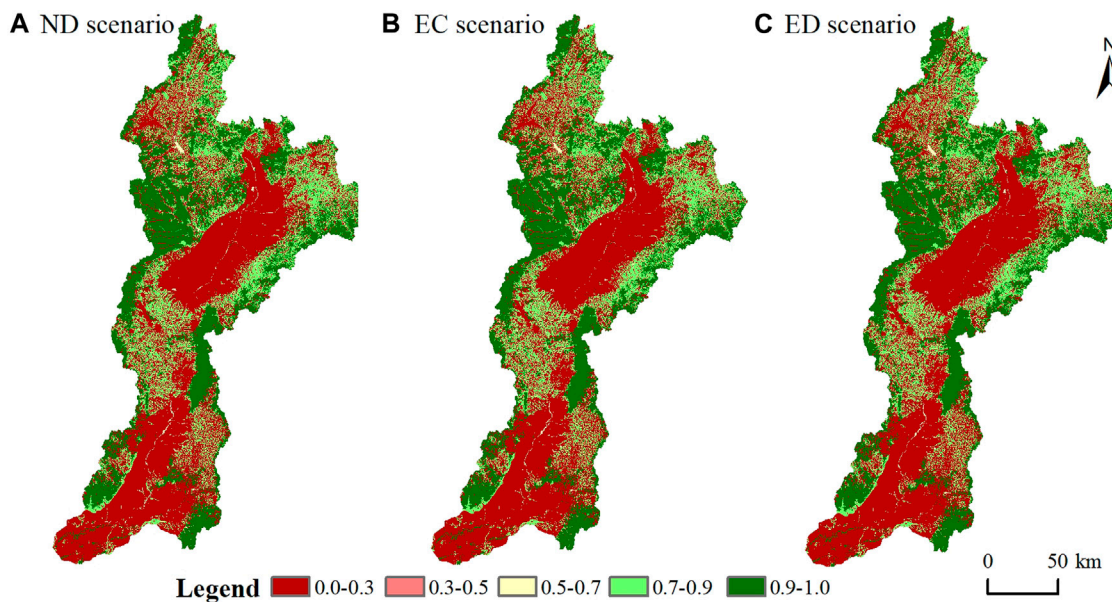 A ND scenario
B EC scenario
C ED scenario
N
0 50 km
Legend 0.0-0.3 0.3-0.5 0.5-0.7 0.7-0.9 0.9-1.0